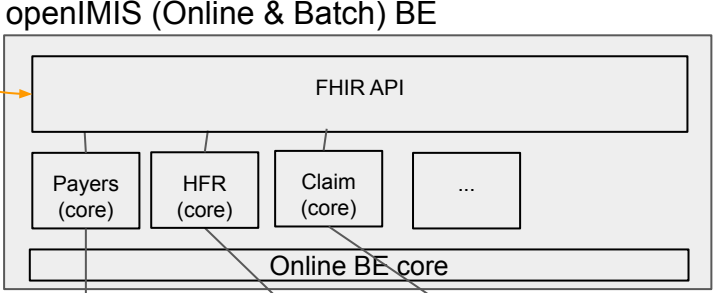 openIMIS (Online & Batch) BE
FHIR API
Payers
(core)
HFR
(core)
Claim
(core)
...
Online BE core